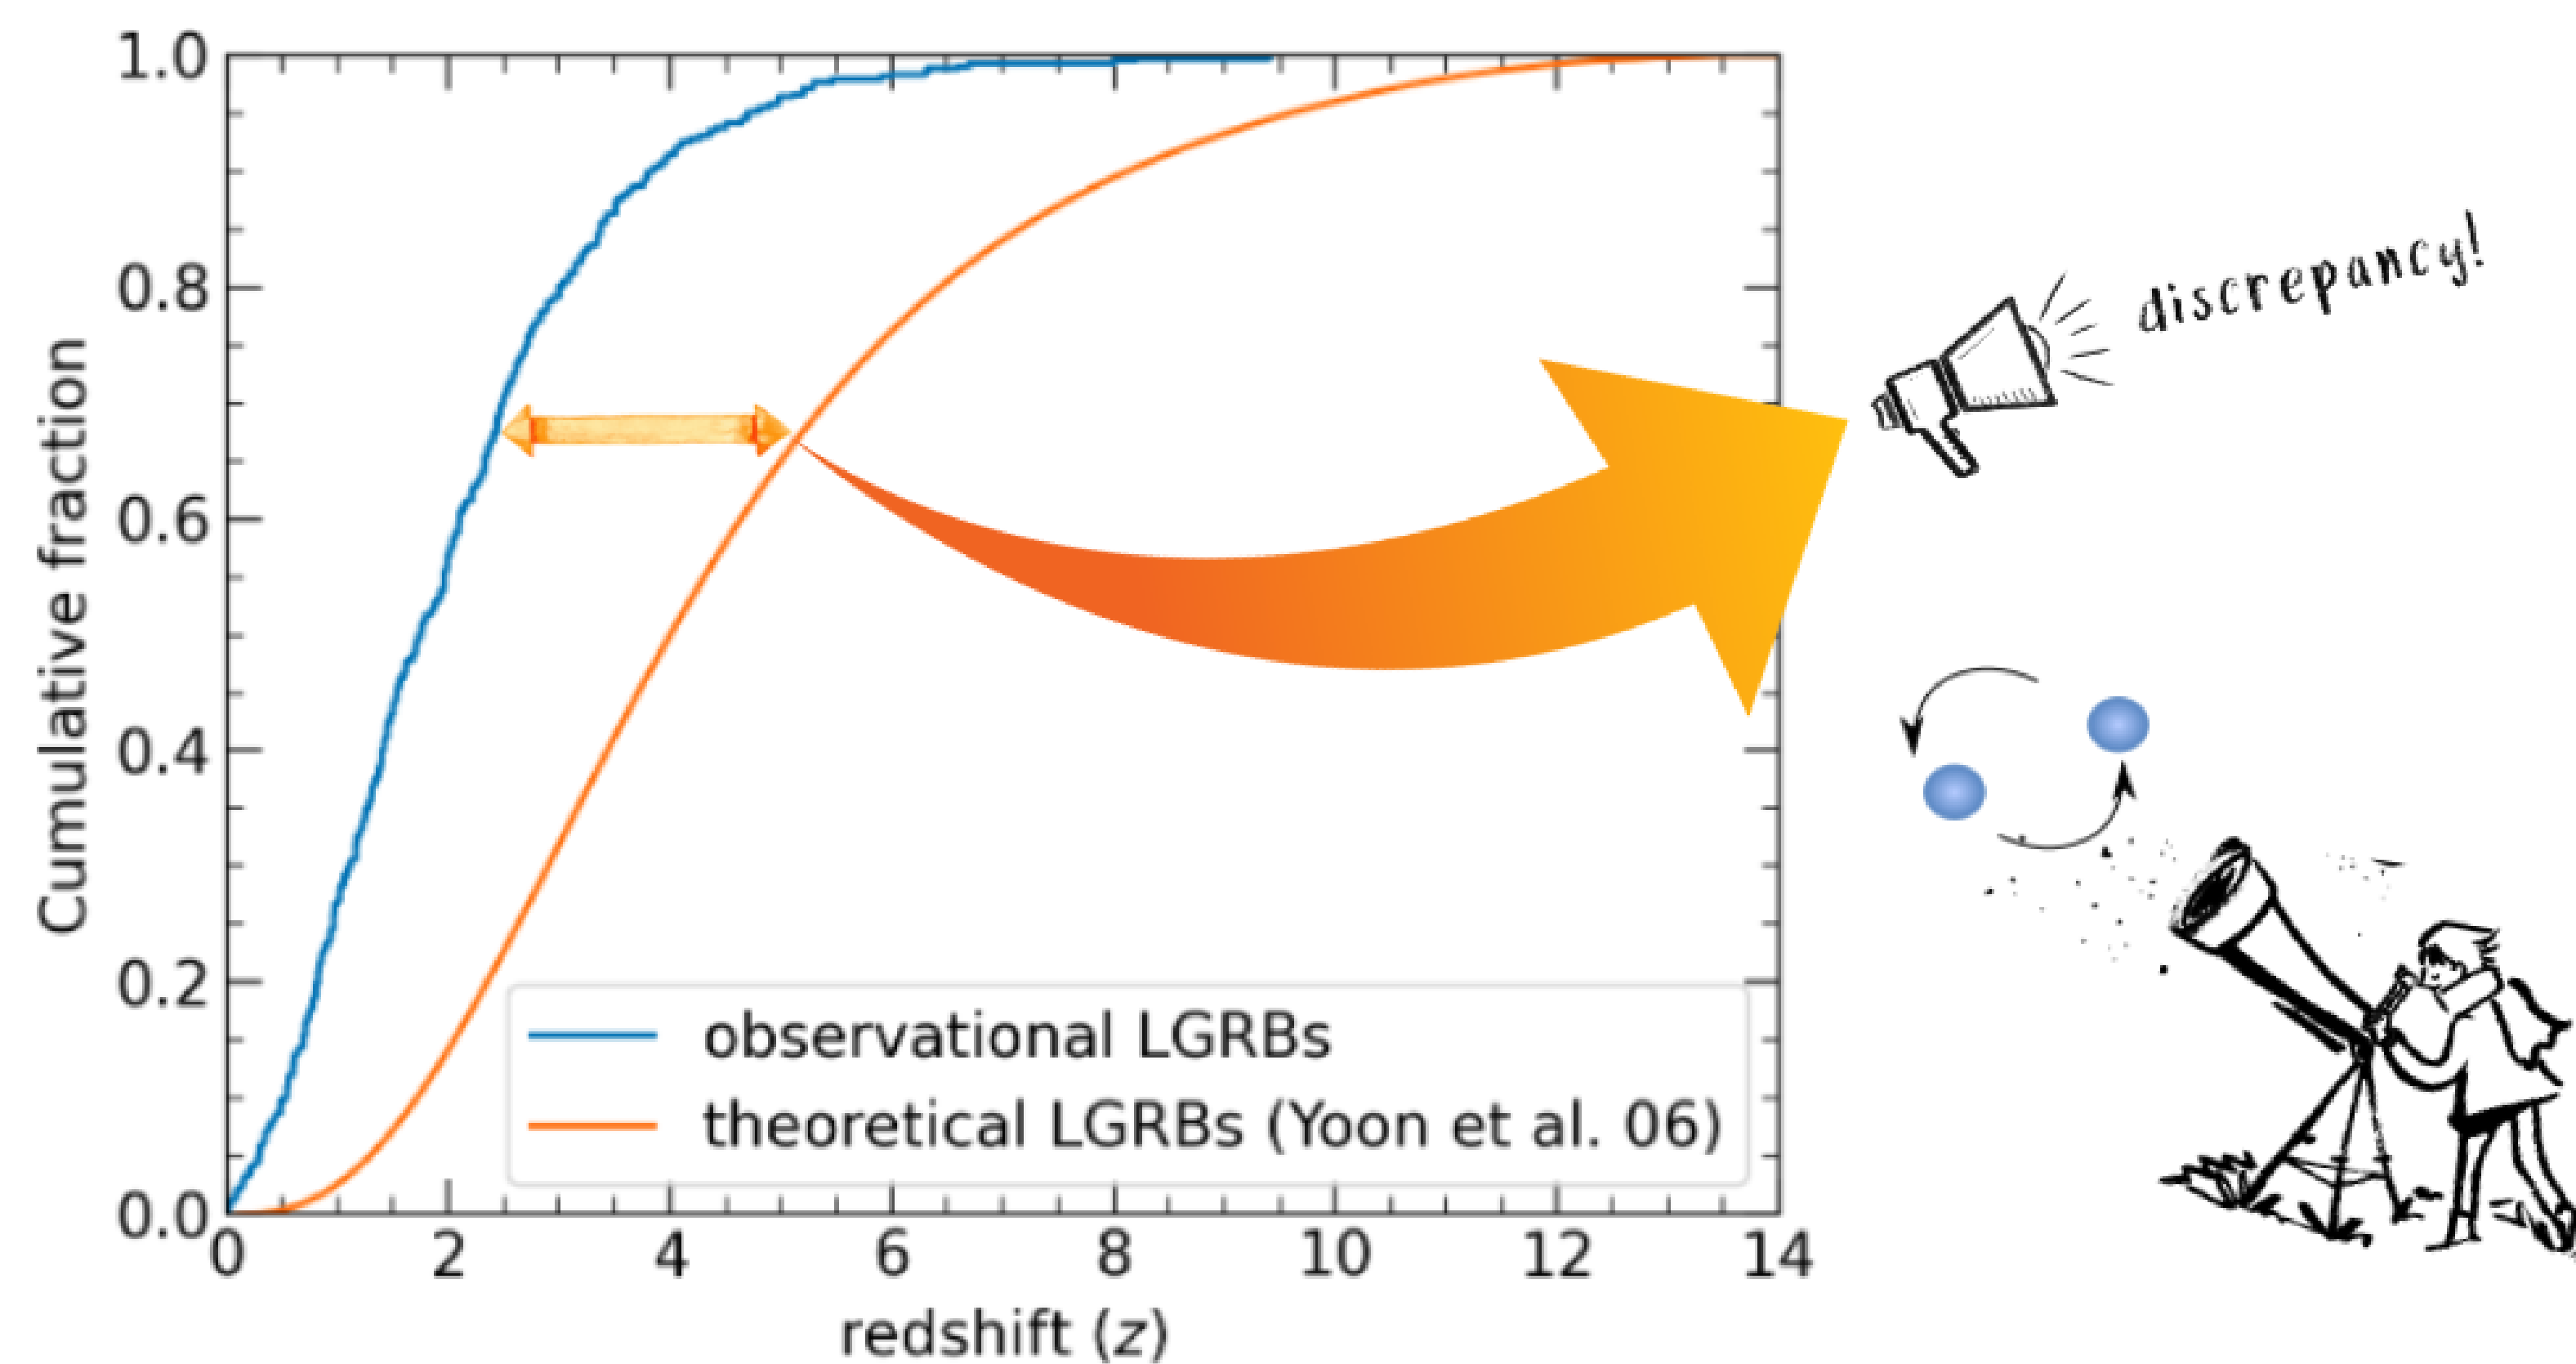 1.0
0.8
0.6
0.4
0.2
0.0
Cumulative fraction
0 2 4 6 8 10 12 14
redshift (z)
observational LGRBs
theoretical LGRBs (Yoon et al. 06)
discrepancy!